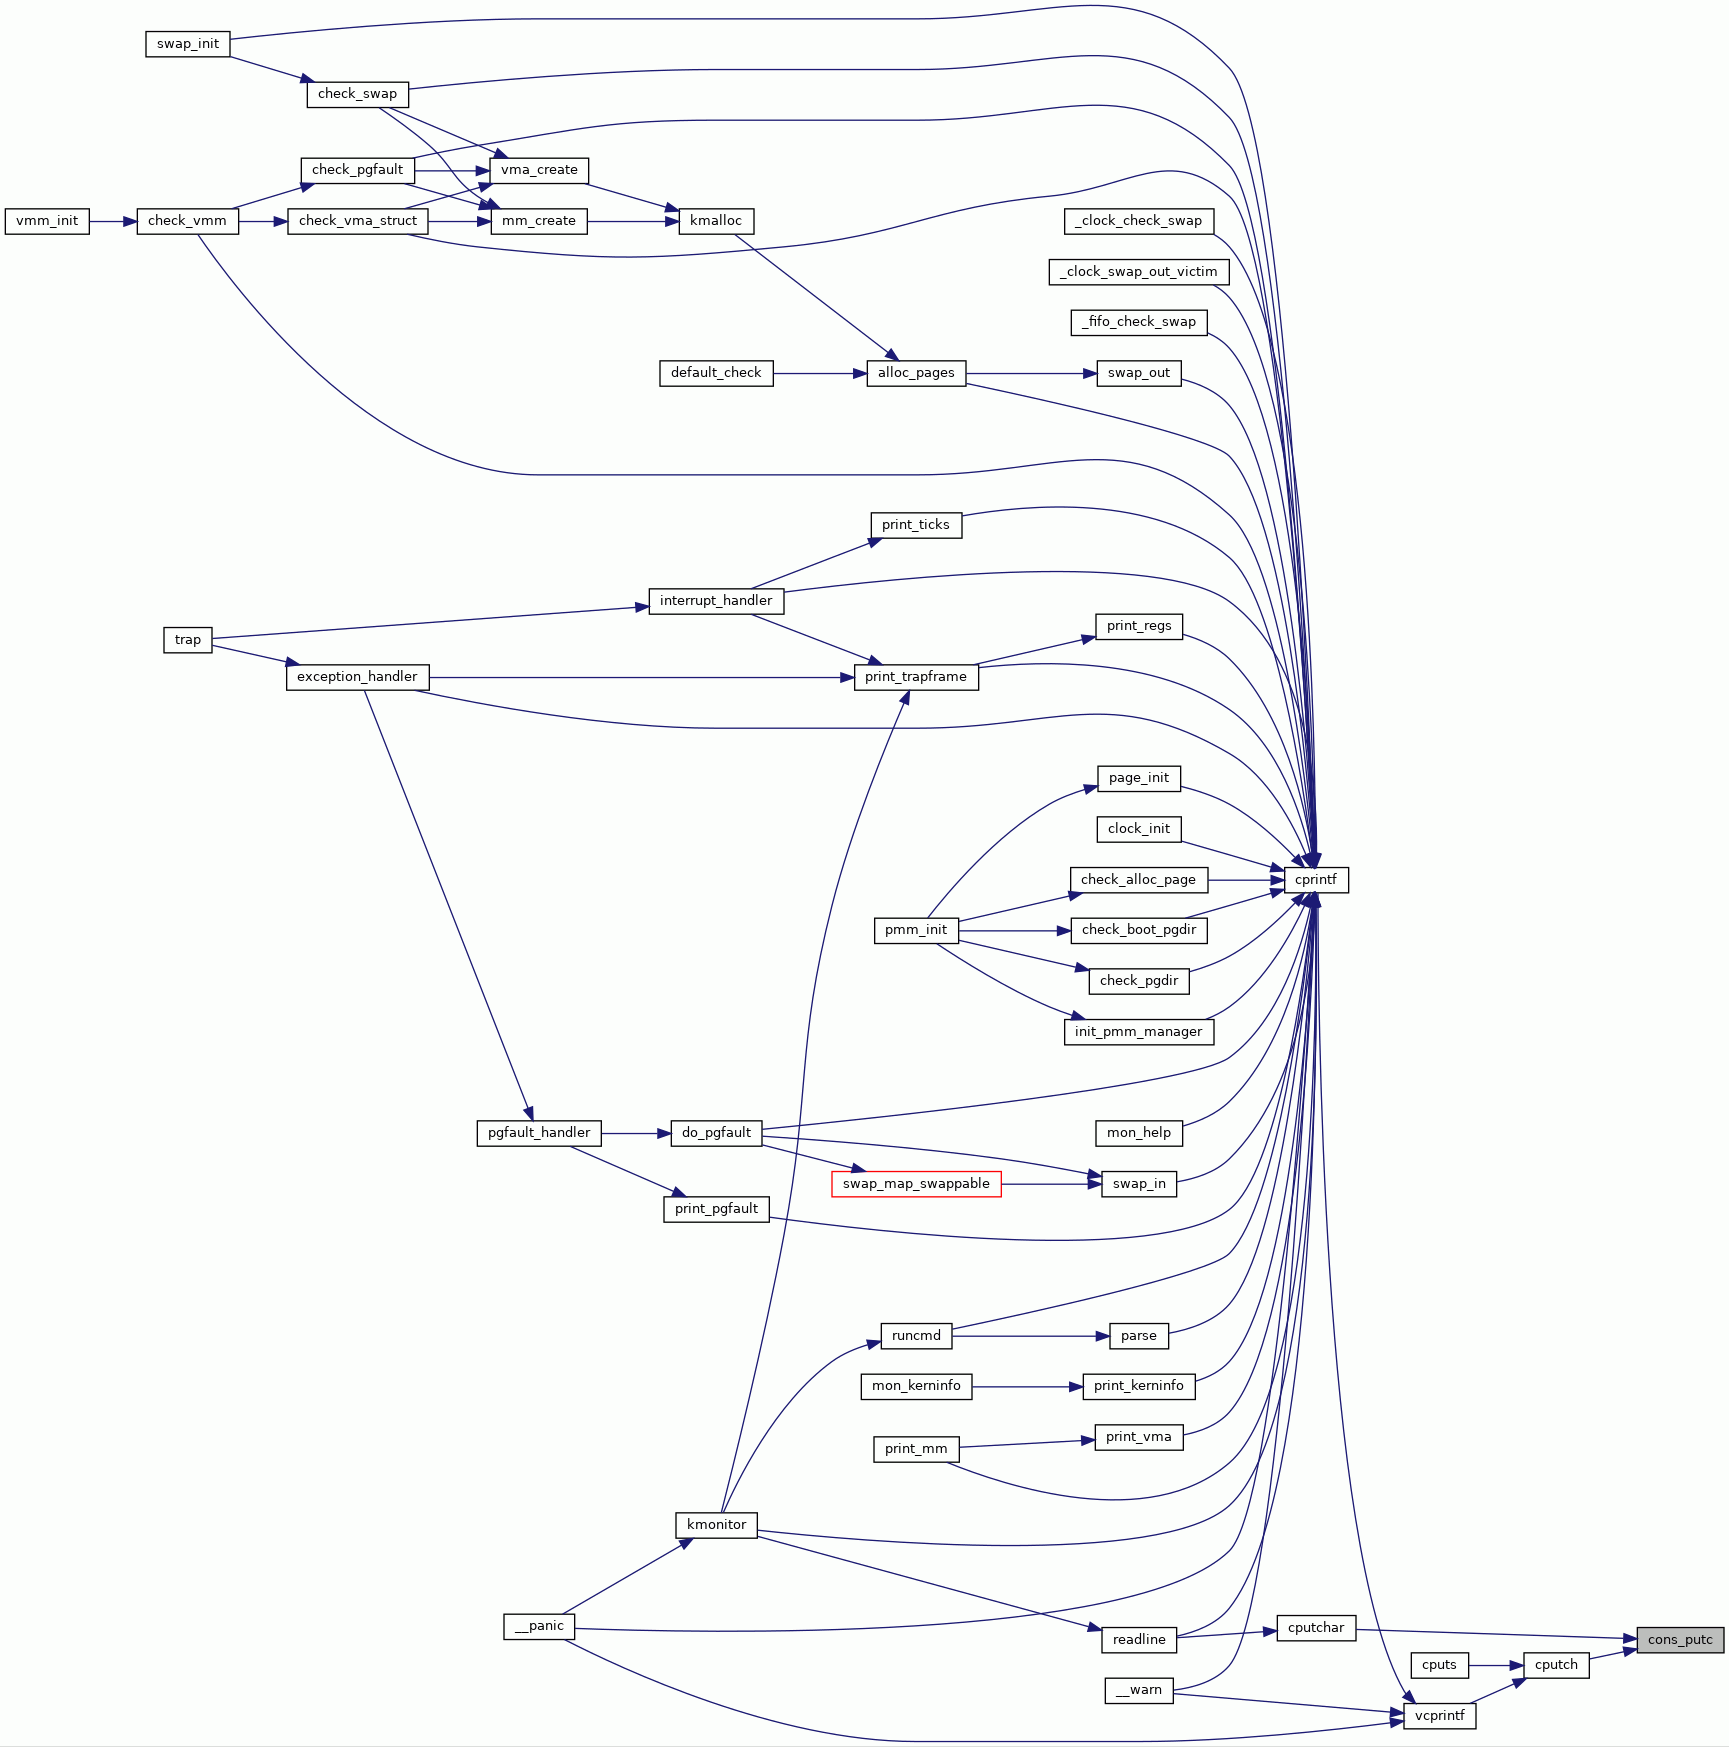 swap_init
check_swap
check_pgfault
vma_create
vmm_init
check_vmm
check_vma_struct
mm_create
kmalloc
_clock_check_swap
_clock_swap_out_victim
_fifo_check_swap
default_check
alloc_pages
swap_out
print_ticks
interrupt_handler
print_regs
trap
exception_handler
print_trapframe
page_init
clock_init
cprintf
check_alloc_page
pmm_init
check_boot_pgdir
check_pgdir
init_pmm_manager
pgfault_handler
do_pgfault
mon_help
swap_map_swappable
swap_in
print_pgfault
runcmd
parse
mon_kerninfo
print_kerninfo
print_vma
print_mm
kmonitor
__panic
cputchar
readline
cons_putc
cputs
cputch
__warn
vcprintf